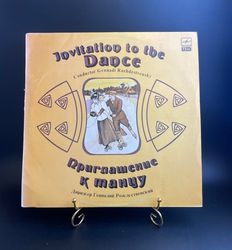 Invitation to the
Dance
Conductor Gennadi Rozhdestvensky
Приглашение
к танцу
Дирижер Геннадий Рождественский